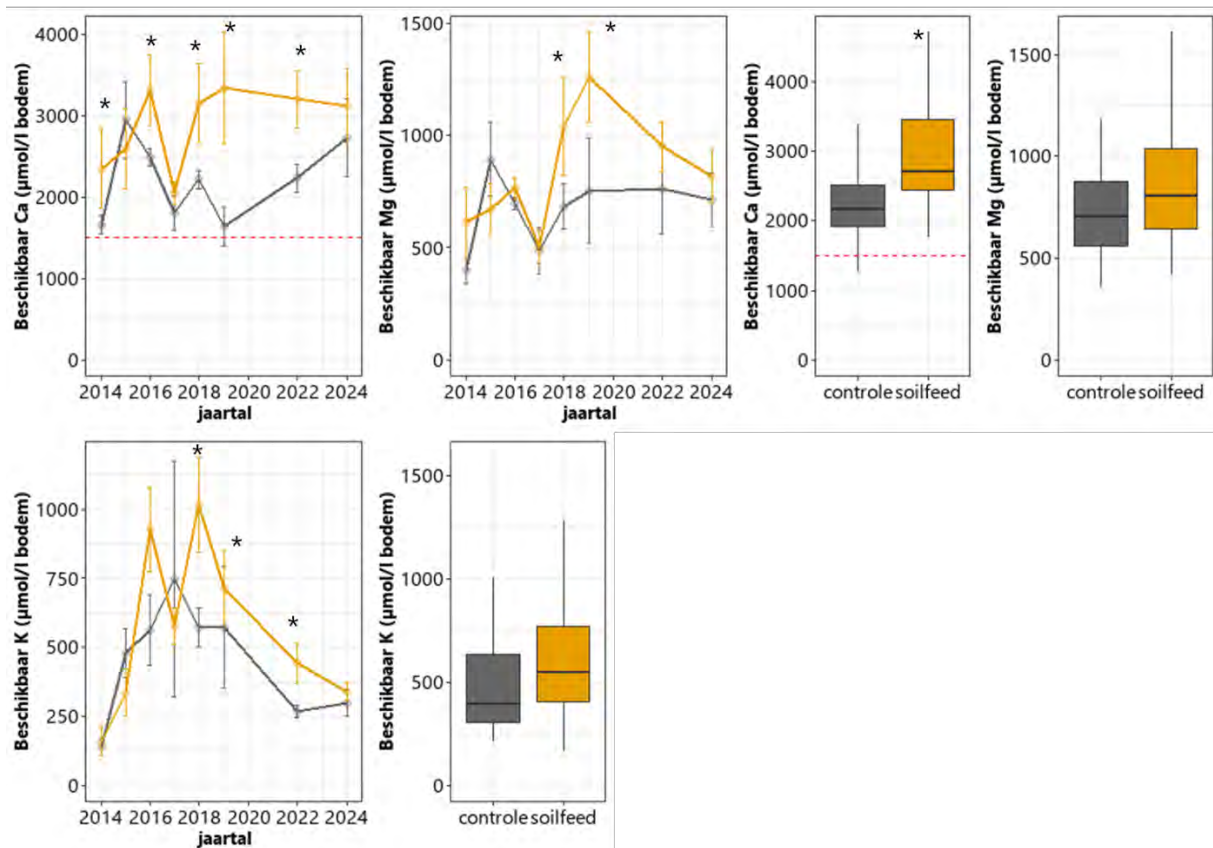 Beschikbaar Ca (µmol/l bodem)
4000
3000
2000
1000
0
* * * * *
2014 2016 2018 2020 2022 2024
jaartal
Beschikbaar Mg (µmol/l bodem)
1500
1000
500
0
* *
2014 2016 2018 2020 2022 2024
jaartal
Beschikbaar Ca (µmol/l bodem)
4000
3000
2000
1000
0
*
controle soilfeed
Beschikbaar Mg (µmol/l bodem)
1500
1000
500
0
controle soilfeed
Beschikbaar K (µmol/l bodem)
1000
750
500
250
0
* * *
2014 2016 2018 2020 2022 2024
jaartal
Beschikbaar K (µmol/l bodem)
1500
1000
500
0
controle soilfeed